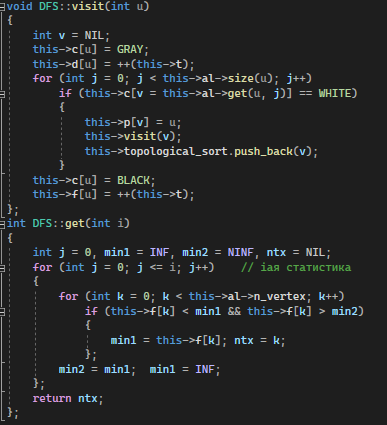 void DFS::visit(int u)
{
    int v = NIL;
    this->c[u] = GRAY;
    this->d[u] = ++(this->t);
    for (int j = 0; j < this->al->size(u); j++)
        if (this->c[v = this->al->get(u, j)] == WHITE)
        {
            this->p[v] = u;
            this->visit(v);
            this->topological_sort.push_back(v);
        }
    this->c[u] = BLACK;
    this->f[u] = ++(this->t);
};
int DFS::get(int i)
{
    int j = 0, min1 = INF, min2 = NINF, ntx = NIL;
    for (int j = 0; j <= i; j++)    // iая статистика
    {
        for (int k = 0; k < this->al->n_vertex; k++)
            if (this->f[k] < min1 && this->f[k] > min2)
            {
                min1 = this->f[k]; ntx = k;
            };
        min2 = min1;  min1 = INF;
    };
    return ntx;
};